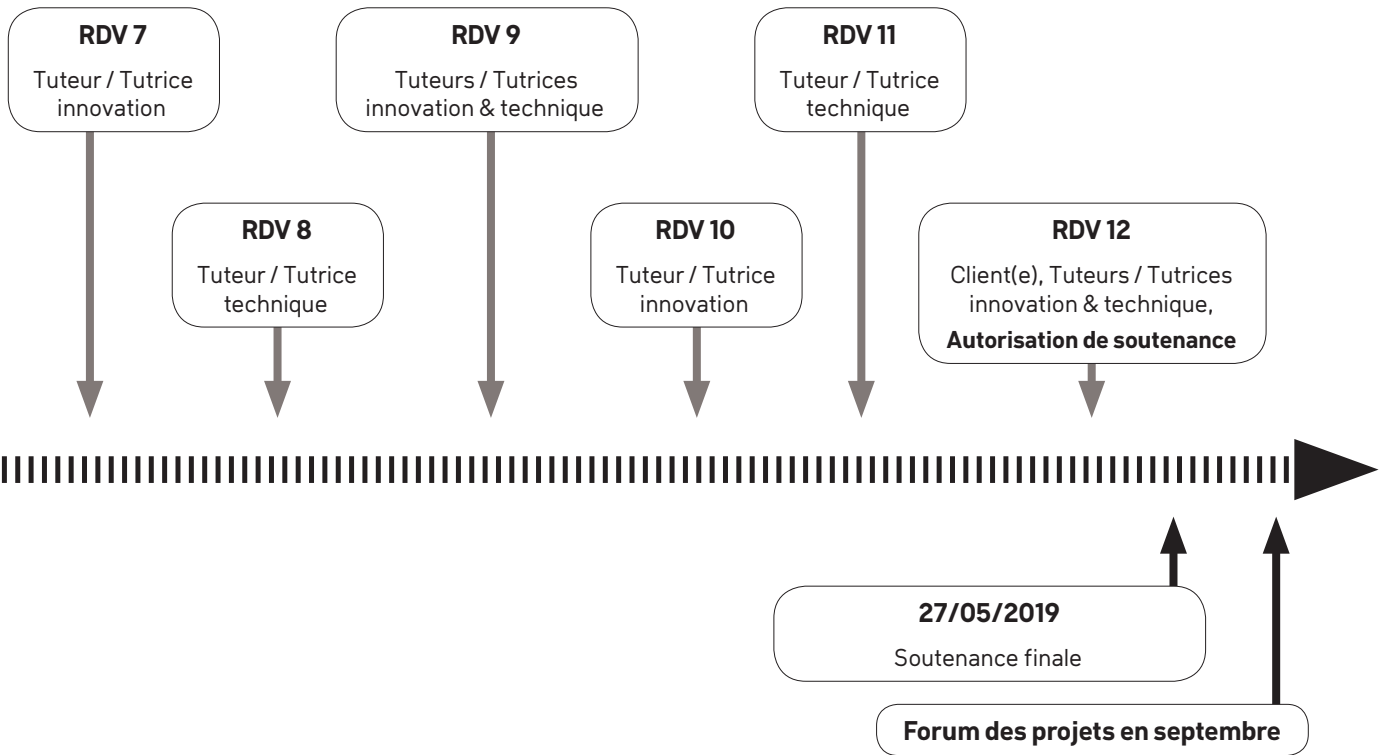 RDV 7
Tuteur / Tutrice
innovation
RDV 9
Tuteurs / Tutrices
innovation & technique
RDV 11
Tuteur / Tutrice
technique
RDV 8
Tuteur / Tutrice
technique
RDV 10
Tuteur / Tutrice
innovation
RDV 12
Client(e), Tuteurs / Tutrices
innovation & technique,
Autorisation de soutenance
27/05/2019
Soutenance finale
Forum des projets en septembre